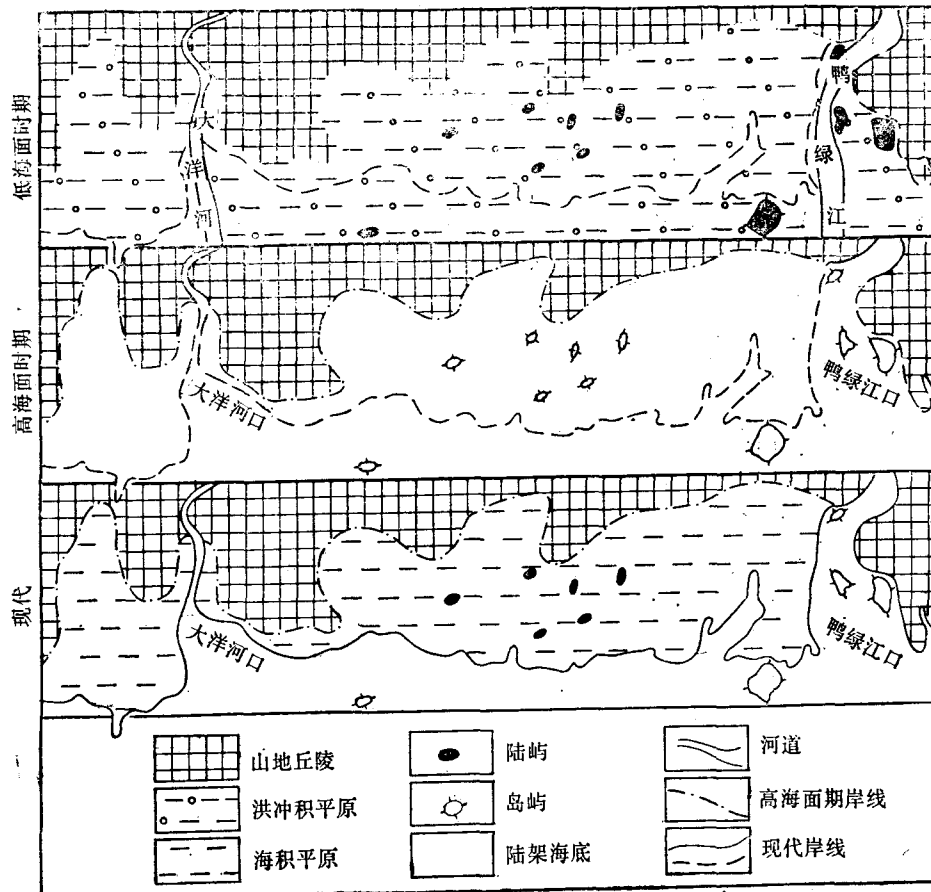 低海面时期
大洋河
鸭绿江
高海面时期
大洋河口
鸭绿江口
现代
大洋河口
鸭绿江口
山地丘陵
陆屿
河道
洪冲积平原
岛屿
高海面期岸线
海积平原
陆架海底
现代岸线